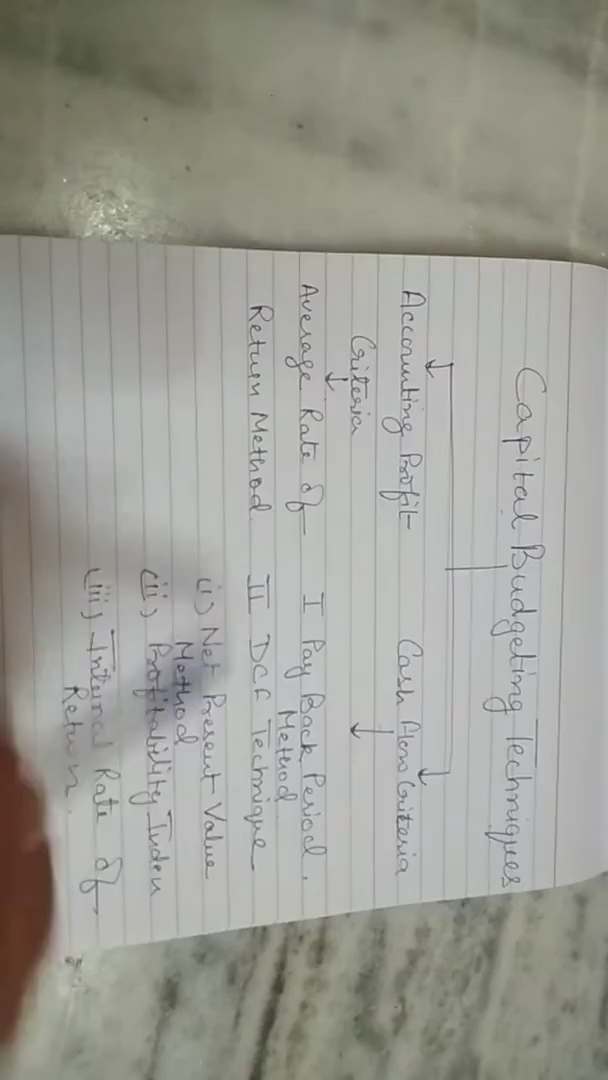 Capital Budgeting Techniques
Accounting Profit
Criteria
Average Rate of
Return Method
Cash Flow Criteria
I Pay Back Period.
Method
II DCF Technique
(i) Net Present Value
Method
(ii) Profitability Index
(iii) Internal Rate of
Return.